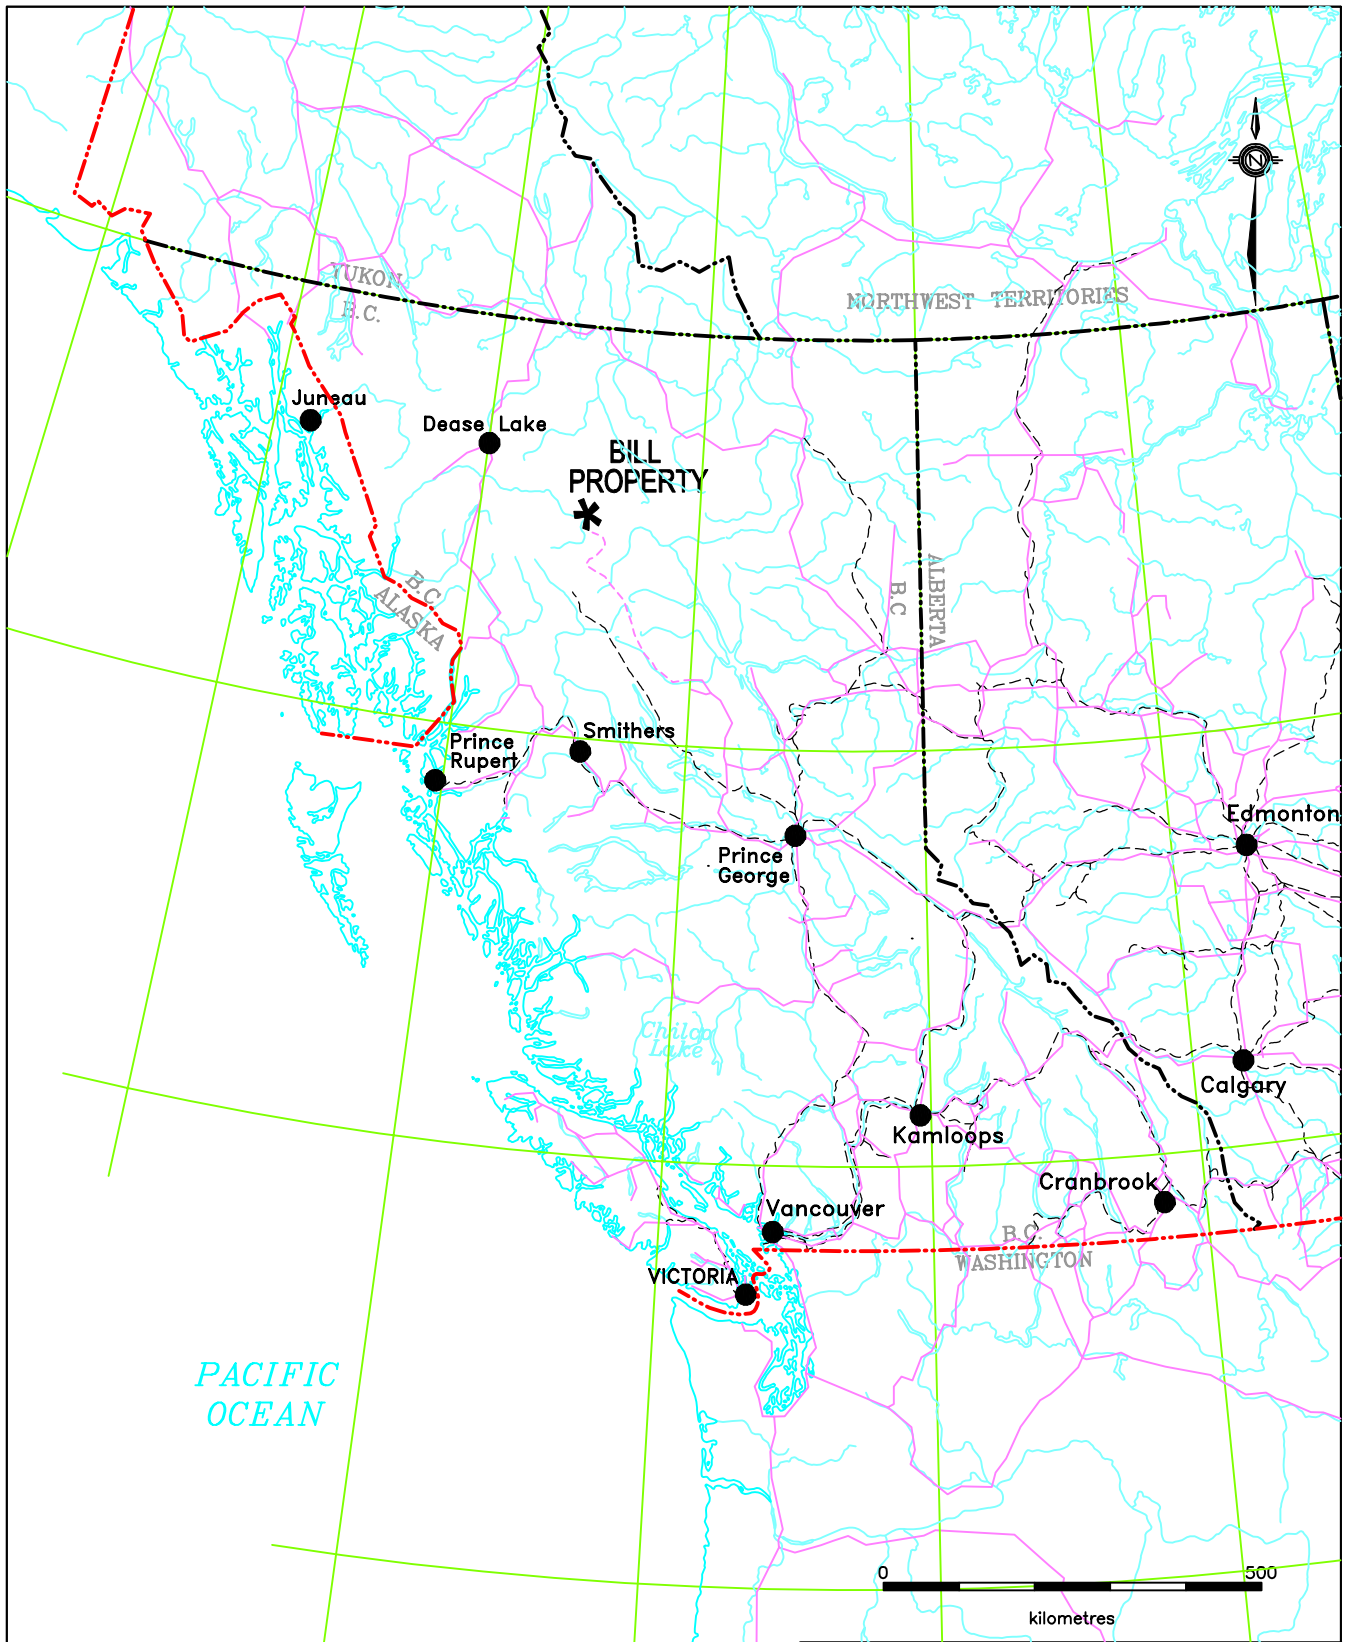 N
YUKON
B.C.
NORTHWEST TERRITORIES
Juneau
Dease Lake
BILL
PROPERTY
B.C
ALASKA
ALBERTA
B.C
Smithers
Prince
Rupert
Edmonton
Prince
George
Chilco
Lake
Calgary
Kamloops
Cranbrook
Vancouver
B.C.
WASHINGTON
VICTORIA
PACIFIC
OCEAN
0 500
kilometres